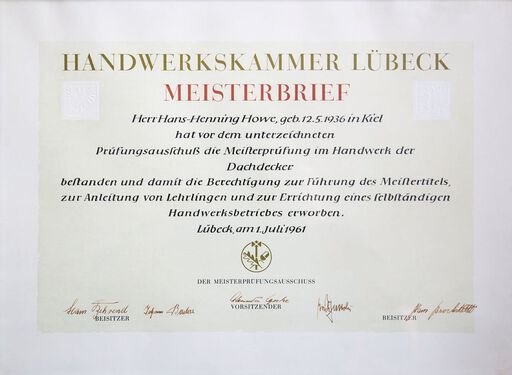 HANDWERKSKAMMER LÜBECK
MEISTERBRIEF
Herr Hans-Henning Howe, geb. 12.5.1936 in Kiel
hat vor dem unterzeichneten
Prüfungsausſchuß die Meiſterprüfung im Handwerk der
Dachdecker
beſtanden und damit die Berechtigung zur Führung des Meiſtertitels,
zur Anleitung von Lehrlingen und zur Errichtung eines ſelbſtändigen
Handwerksbetriebes erworben.
Lübeck, am 1. Juli 1961
DER MEISTERPRÜFUNGSAUSSCHUSS
BEISITZER
VORSITZENDER
BEISITZER